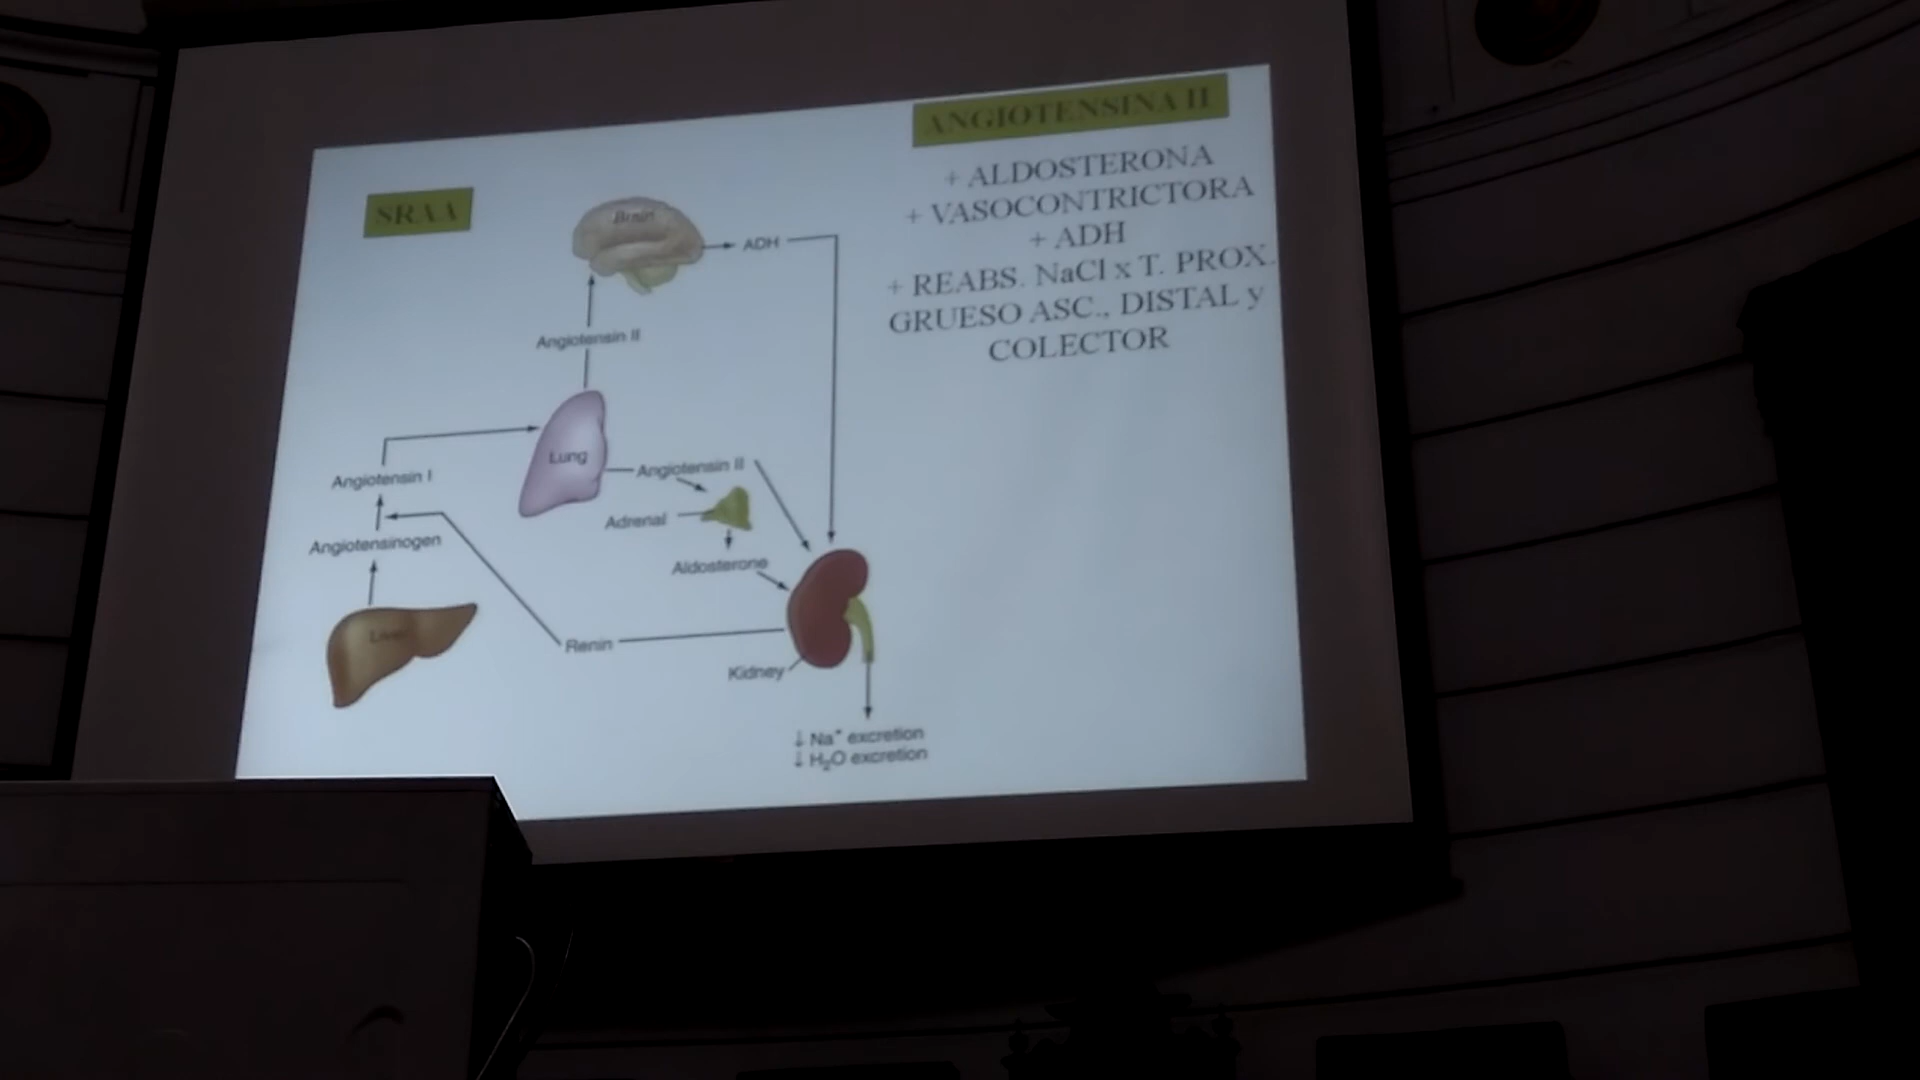 ANGIOTENSINA II
+ ALDOSTERONA
+ VASOCONTRICTORA
+ ADH
+ REABS. NaCl x T. PROX.
GRUESO ASC., DISTAL y
COLECTOR
SRAA
Brain
ADH
Angiotensin II
Lung
Angiotensin I
Angiotensin II
Adrenal
Angiotensinogen
Aldosterone
Liver
Renin
Kidney
↓ Na⁺ excretion
↓ H₂O excretion